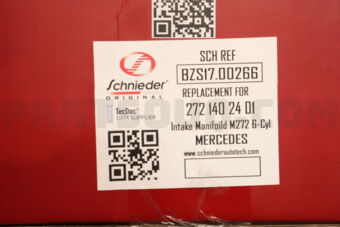 SCH REF
BZS17.00266
REPLACEMENT FOR
272 140 24 01
Intake Manifoild M272 6-Cyl
MERCEDES
www.schniederautotech.com
Schnieder
ORIGINAL
TecDoc
DATA SUPPLIER